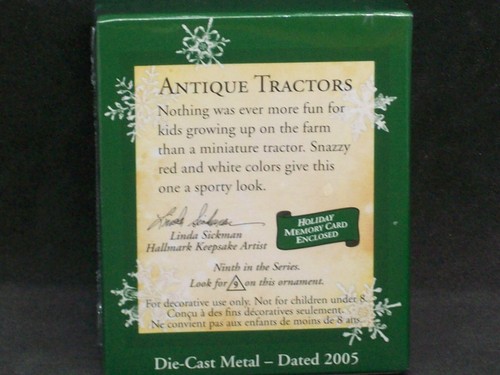 ANTIQUE TRACTORS
Nothing was ever more fun for
kids growing up on the farm
than a miniature tractor. Snazzy
red and white colors give this
one a sporty look.
Linda Sickman
Linda Sickman
Hallmark Keepsake Artist
HOLIDAY
MEMORY CARD
ENCLOSED
Ninth in the Series.
Look for 9 on this ornament.
For decorative use only. Not for children under 8.
Conçu à des fins décoratives seulement.
Ne convient pas aux enfants de moins de 8 ans.
Die-Cast Metal – Dated 2005